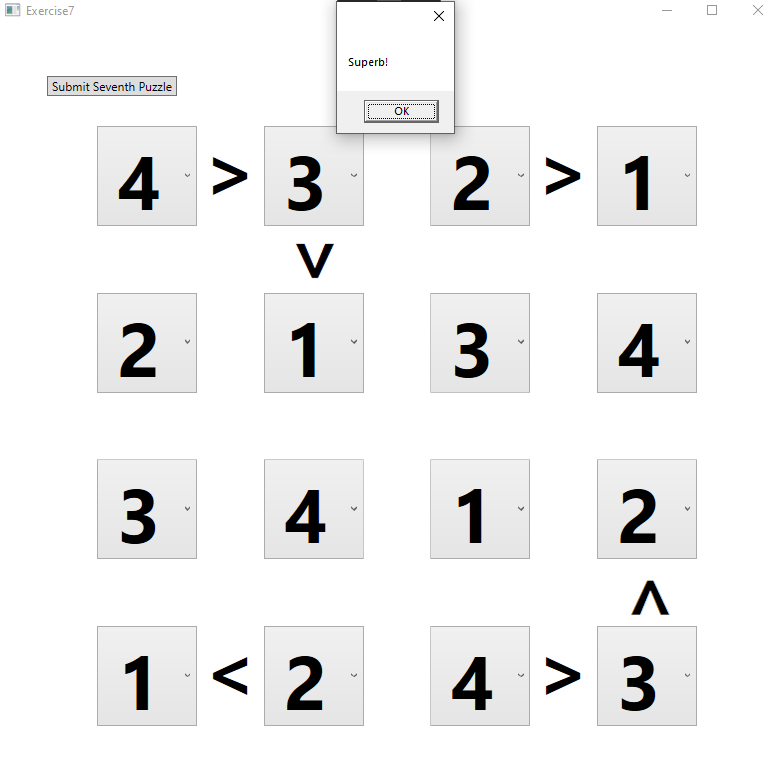 Exercise7
Superb!
OK
Submit Seventh Puzzle
4 > 3 2 > 1
V
2 1 3 4
3 4 1 2
^
1 < 2 4 > 3